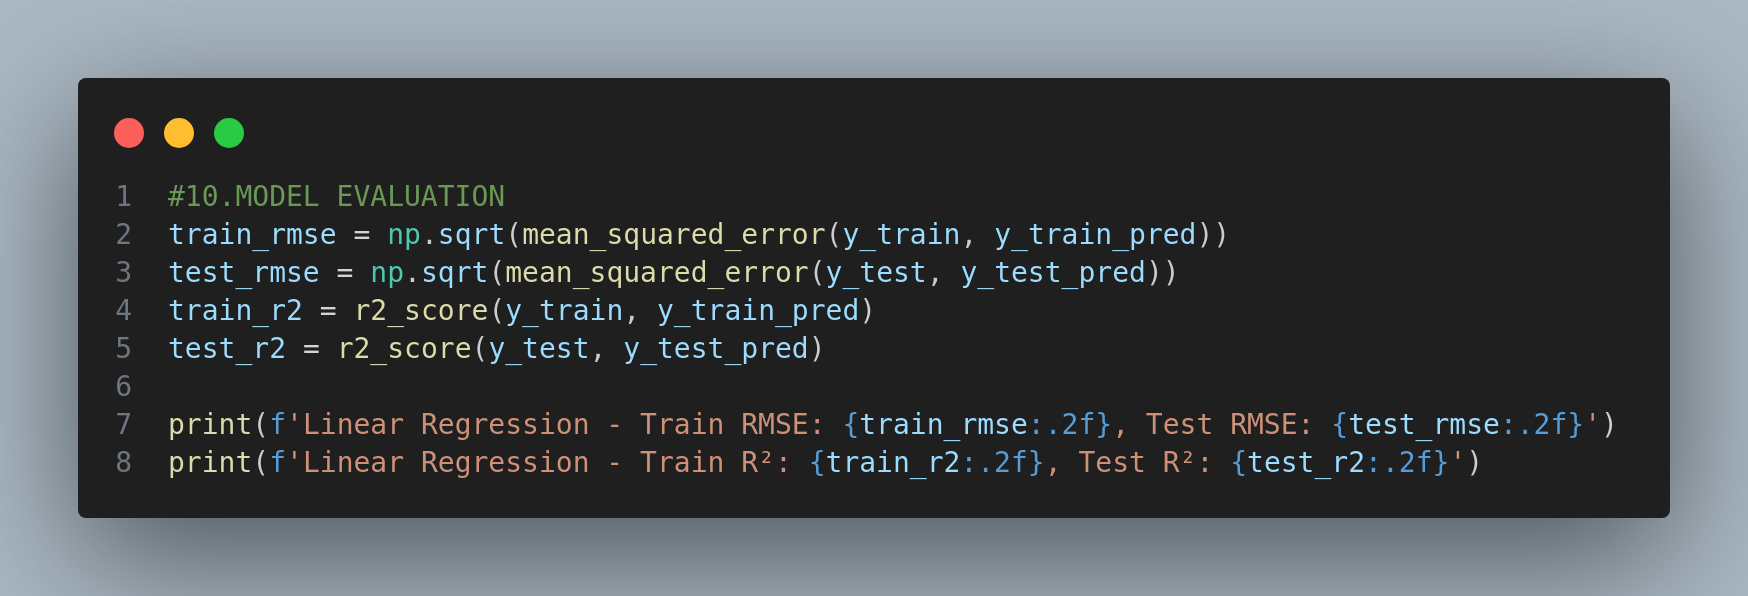 1 #10.MODEL EVALUATION
2 train_rmse = np.sqrt(mean_squared_error(y_train, y_train_pred))
3 test_rmse = np.sqrt(mean_squared_error(y_test, y_test_pred))
4 train_r2 = r2_score(y_train, y_train_pred)
5 test_r2 = r2_score(y_test, y_test_pred)
6
7 print(f'Linear Regression - Train RMSE: {train_rmse:.2f}, Test RMSE: {test_rmse:.2f}')
8 print(f'Linear Regression - Train R²: {train_r2:.2f}, Test R²: {test_r2:.2f}')